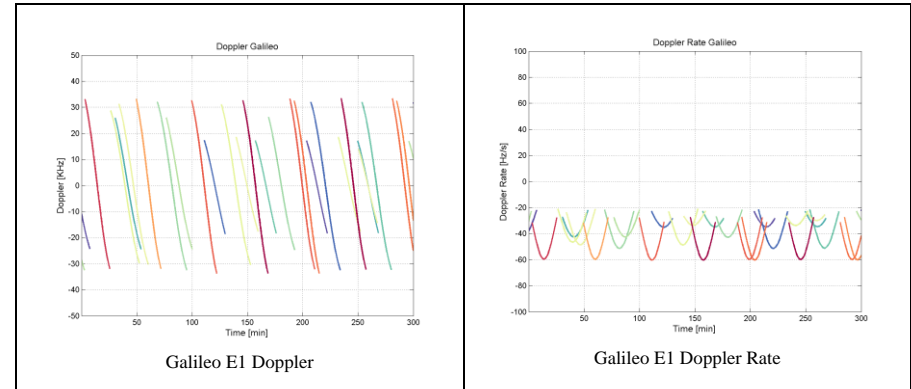 Doppler Galileo
50
40
30
20
10
0
-10
-20
-30
-40
-50
Doppler [KHz]
50 100 150 200 250 300
Time [min]
Galileo E1 Doppler
Doppler Rate Galileo
100
80
60
40
20
0
-20
-40
-60
-80
-100
Doppler Rate [Hz/s]
50 100 150 200 250 300
Time [min]
Galileo E1 Doppler Rate